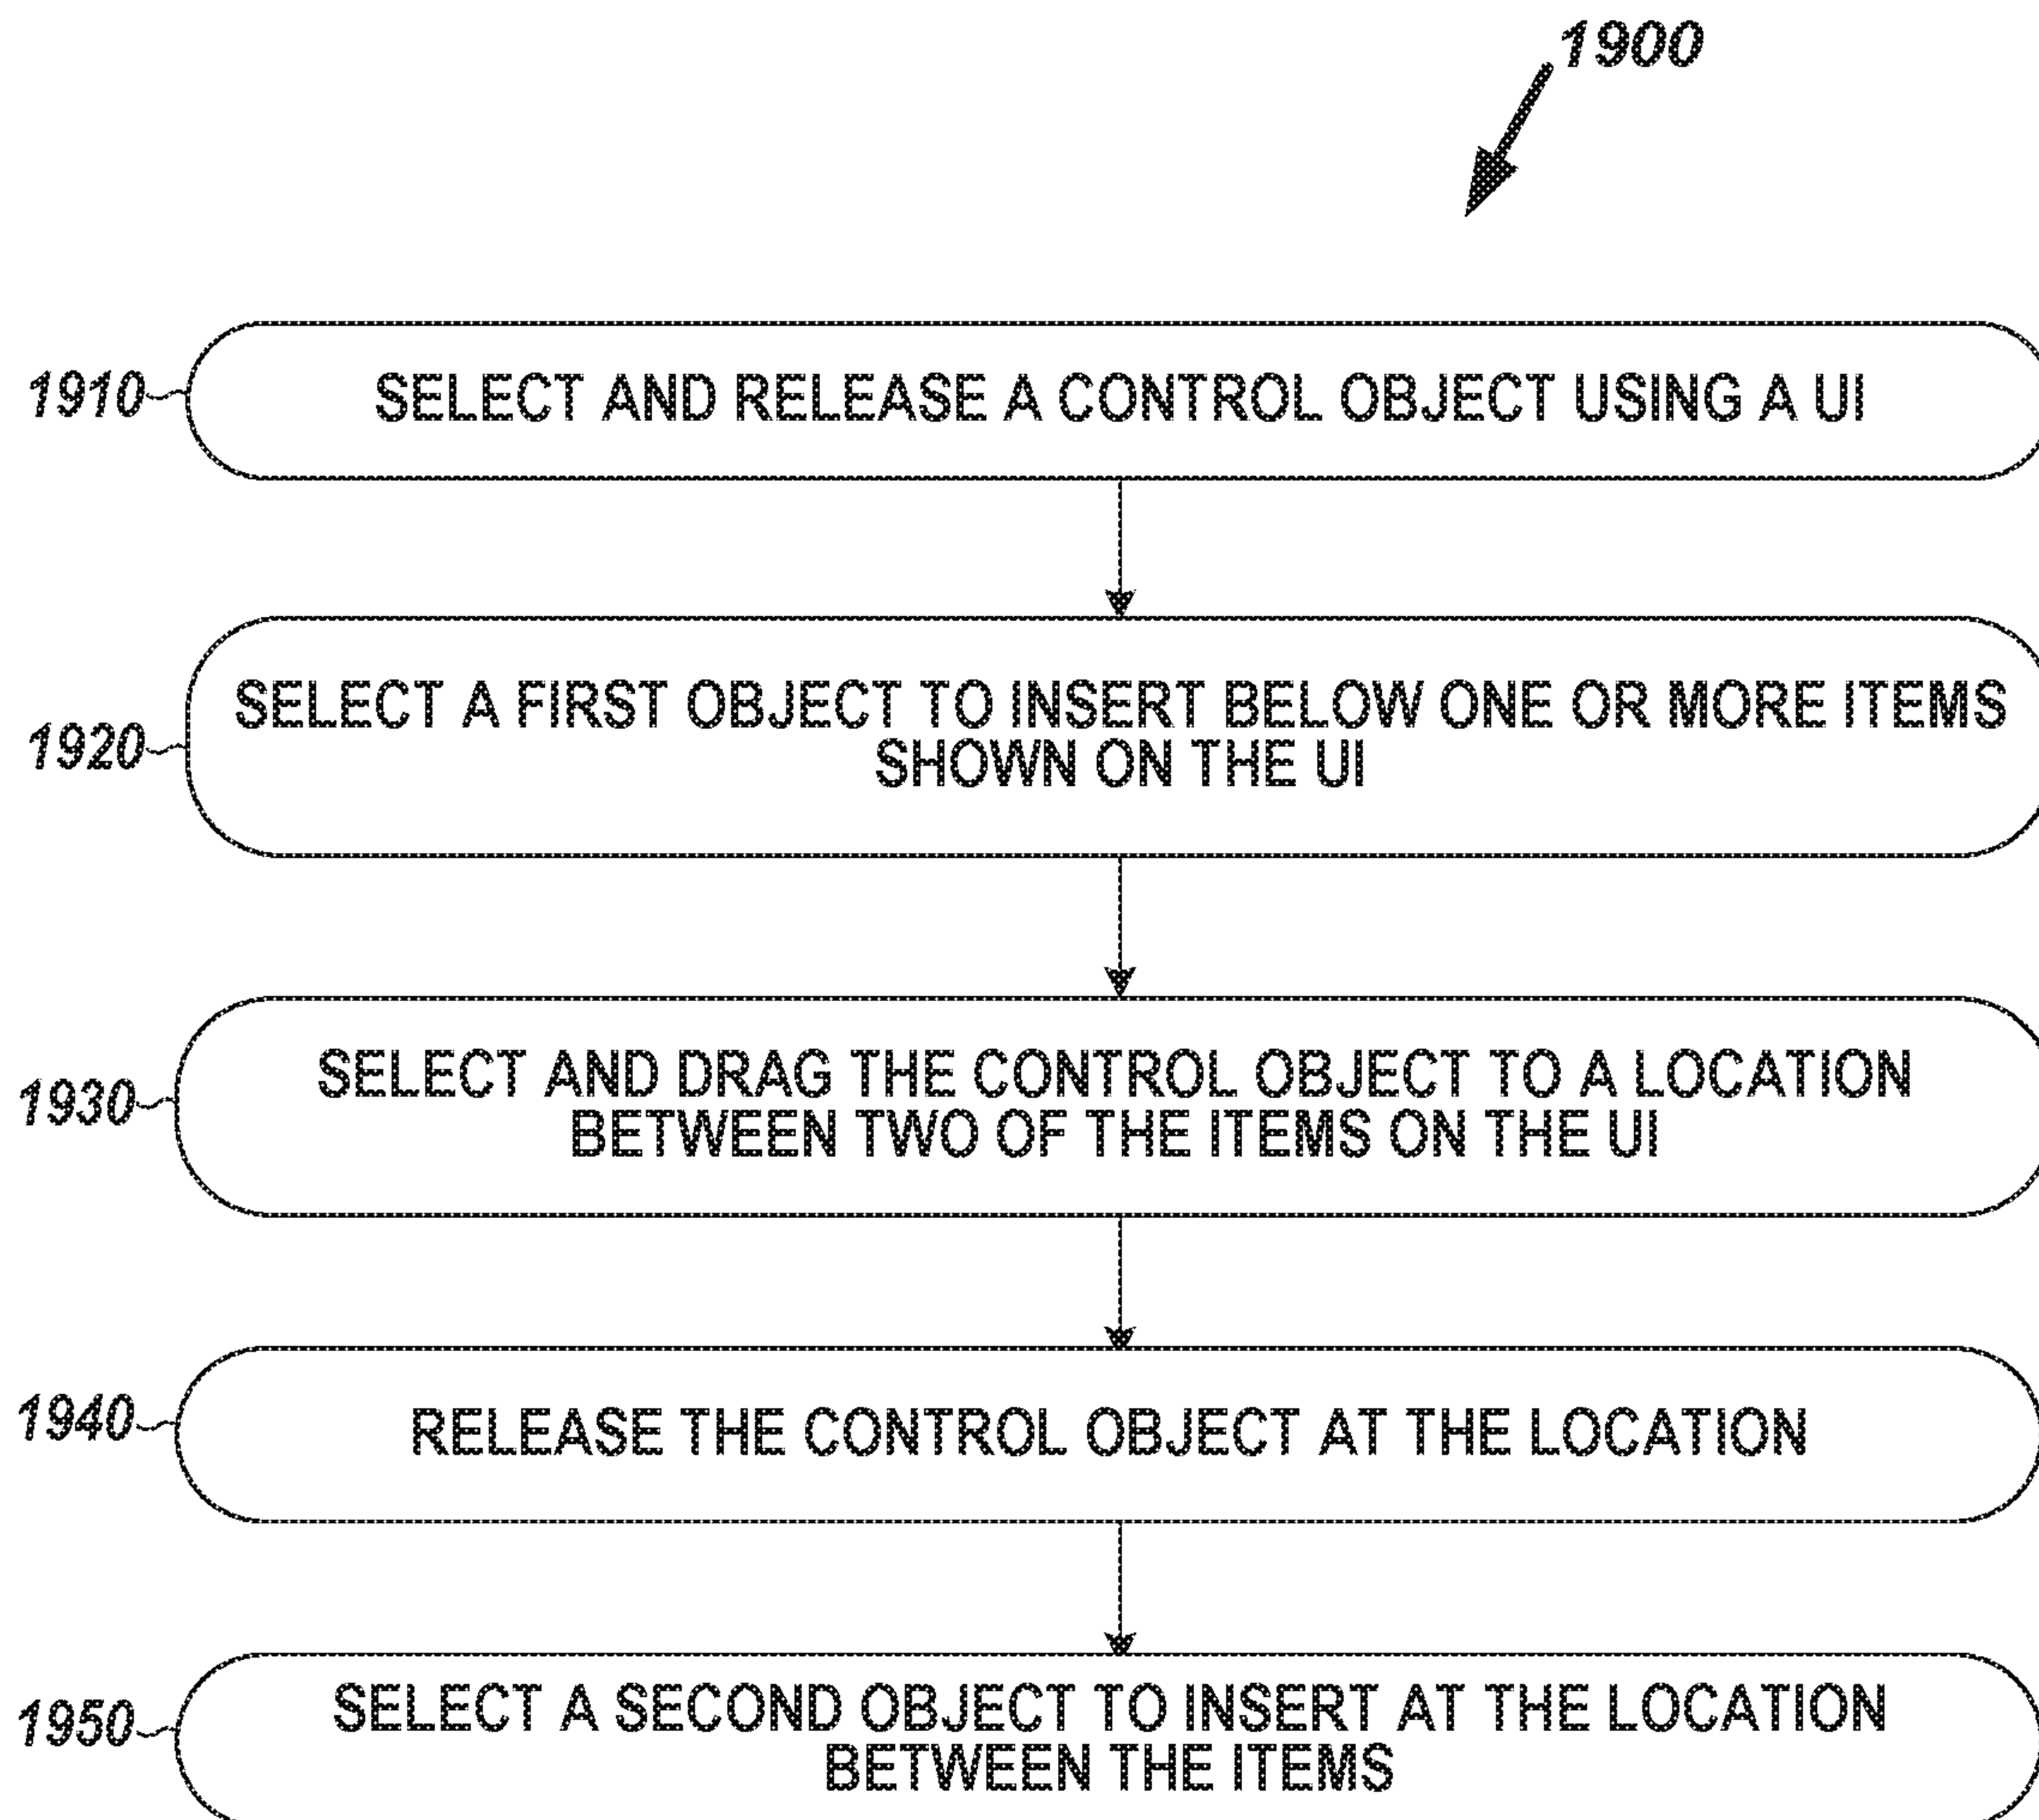 1900
1910
SELECT AND RELEASE A CONTROL OBJECT USING A UI
1920
SELECT A FIRST OBJECT TO INSERT BELOW ONE OR MORE ITEMS
SHOWN ON THE UI
1930
SELECT AND DRAG THE CONTROL OBJECT TO A LOCATION
BETWEEN TWO OF THE ITEMS ON THE UI
1940
RELEASE THE CONTROL OBJECT AT THE LOCATION
1950
SELECT A SECOND OBJECT TO INSERT AT THE LOCATION
BETWEEN THE ITEMS